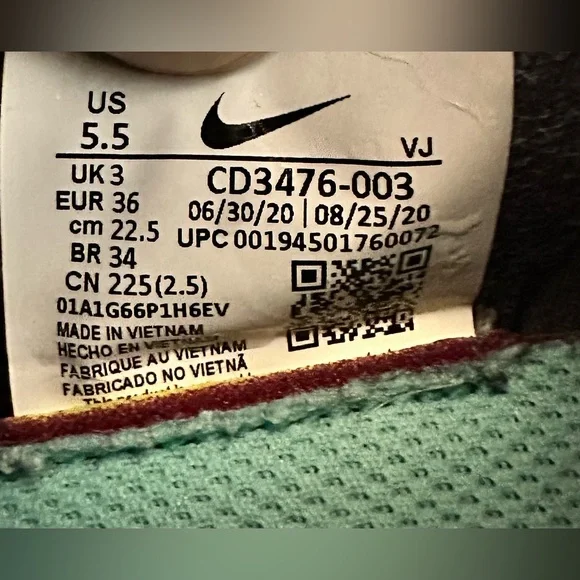 US
5.5
VJ
UK 3
CD3476-003
EUR 36
06/30/20 | 08/25/20
cm 22.5
UPC 00194501760072
BR 34
CN 225(2.5)
01A1G66P1H6EV
MADE IN VIETNAM
HECHO EN VIETNAM
FABRIQUE AU VIETNAM
FABRICADO NO VIETNÃ